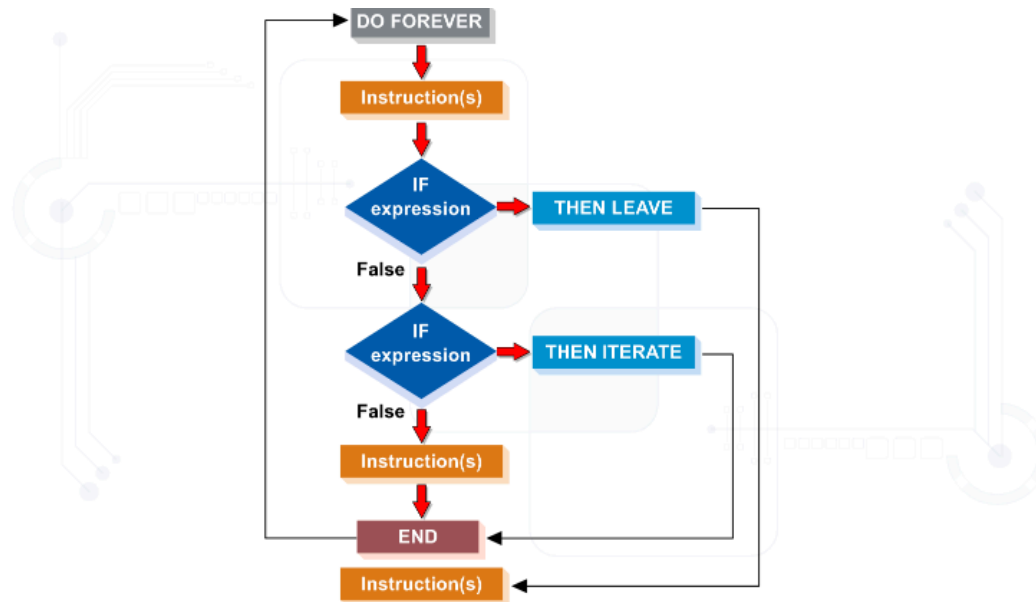 DO FOREVER
Instruction(s)
IF
expression
THEN LEAVE
False
IF
expression
THEN ITERATE
False
Instruction(s)
END
Instruction(s)